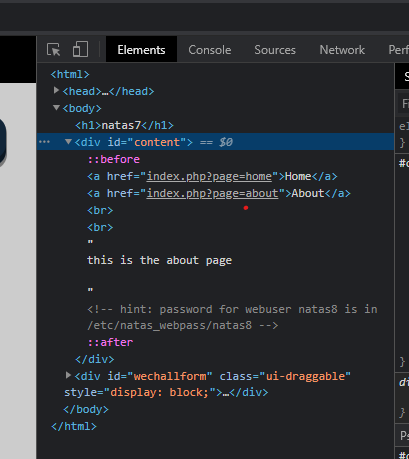 Elements Console Sources Network Perf
<html>
<head>…</head>
<body>
<h1>natas7</h1>
<div id="content"> == $0
::before
<a href="index.php?page=home">Home</a>
<a href="index.php?page=about">About</a>
<br>
<br>
"
this is the about page
"
<!-- hint: password for webuser natas8 is in
/etc/natas_webpass/natas8 -->
::after
</div>
<div id="wechallform" class="ui-draggable"
style="display: block;">…</div>
</body>
</html>
S
Fi
el
}
#c
}
di
}
Ps
#c